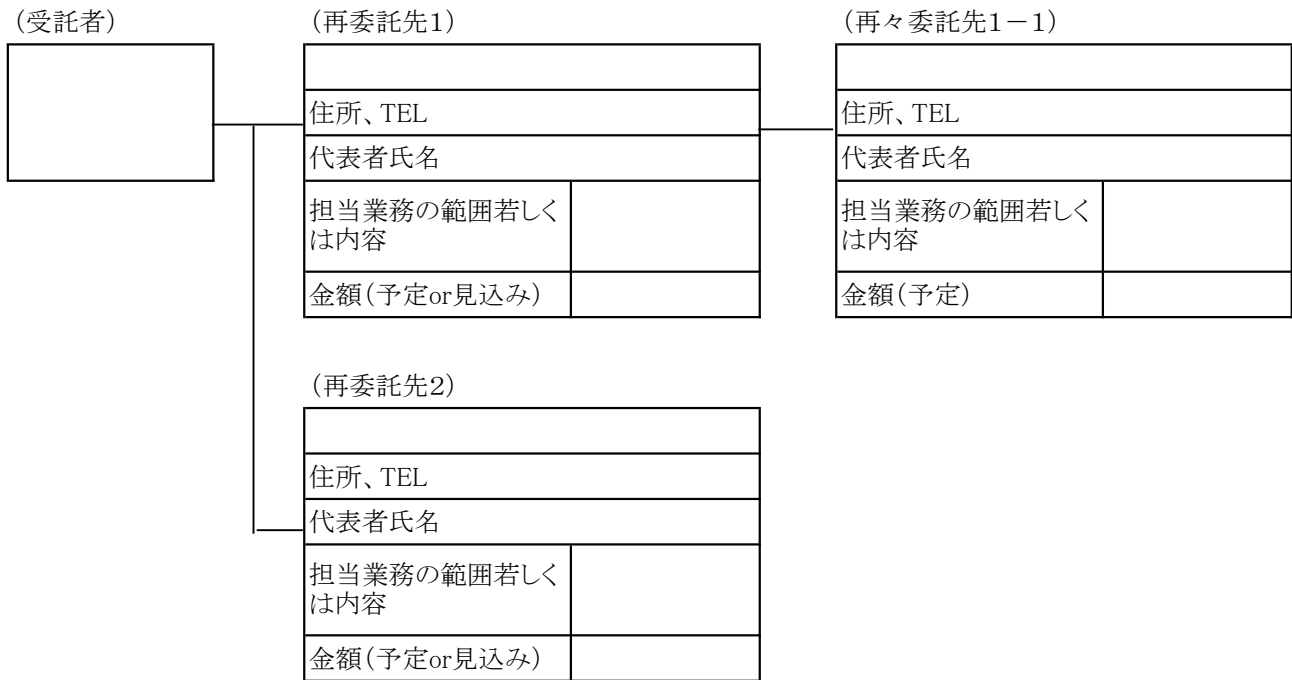 （受託者）
（再委託先１）
（再々委託先１－１）
住所、TEL
代表者氏名
担当業務の範囲若しく
は内容
金額（予定or見込み）
住所、TEL
代表者氏名
担当業務の範囲若しく
は内容
金額（予定）
（再委託先２）
住所、TEL
代表者氏名
担当業務の範囲若しく
は内容
金額（予定or見込み）